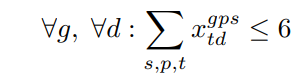 ∀g, ∀d : ∑_{s,p,t} x_{td}^{gps} ≤ 6